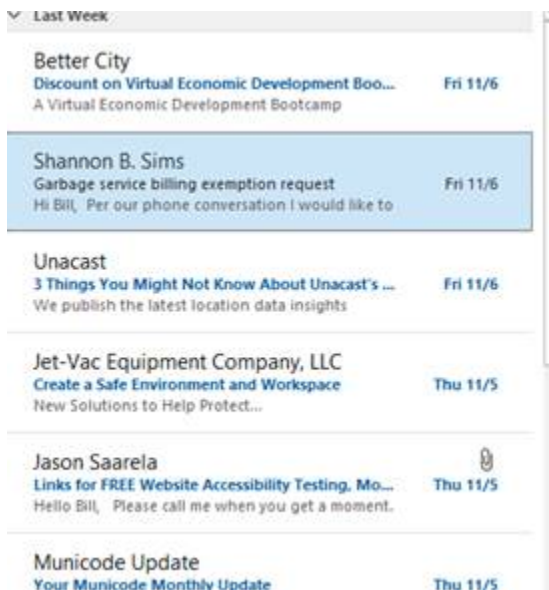 Last Week
Better City
Discount on Virtual Economic Development Boo... Fri 11/6
A Virtual Economic Development Bootcamp
Shannon B. Sims
Garbage service billing exemption request Fri 11/6
Hi Bill, Per our phone conversation I would like to
Unacast
3 Things You Might Not Know About Unacast's ... Fri 11/6
We publish the latest location data insights
Jet-Vac Equipment Company, LLC
Create a Safe Environment and Workspace Thu 11/5
New Solutions to Help Protect...
Jason Saarela
Links for FREE Website Accessibility Testing, Mo... Thu 11/5
Hello Bill, Please call me when you get a moment.
Municode Update
Your Municode Monthly Update Thu 11/5